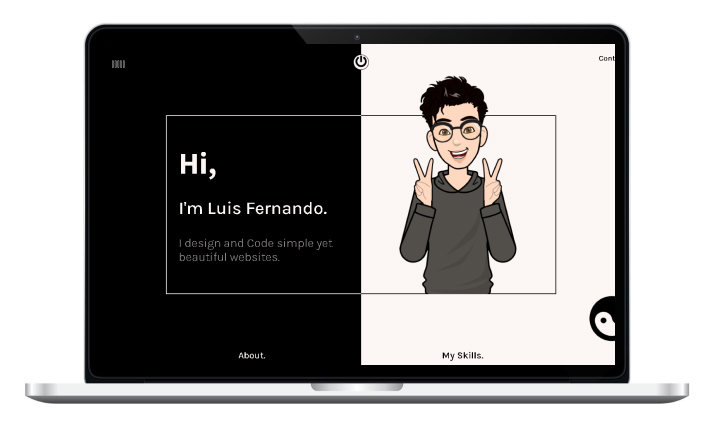 Cont
Hi,
I'm Luis Fernando.
I design and Code simple yet
beautiful websites.
About.
My Skills.